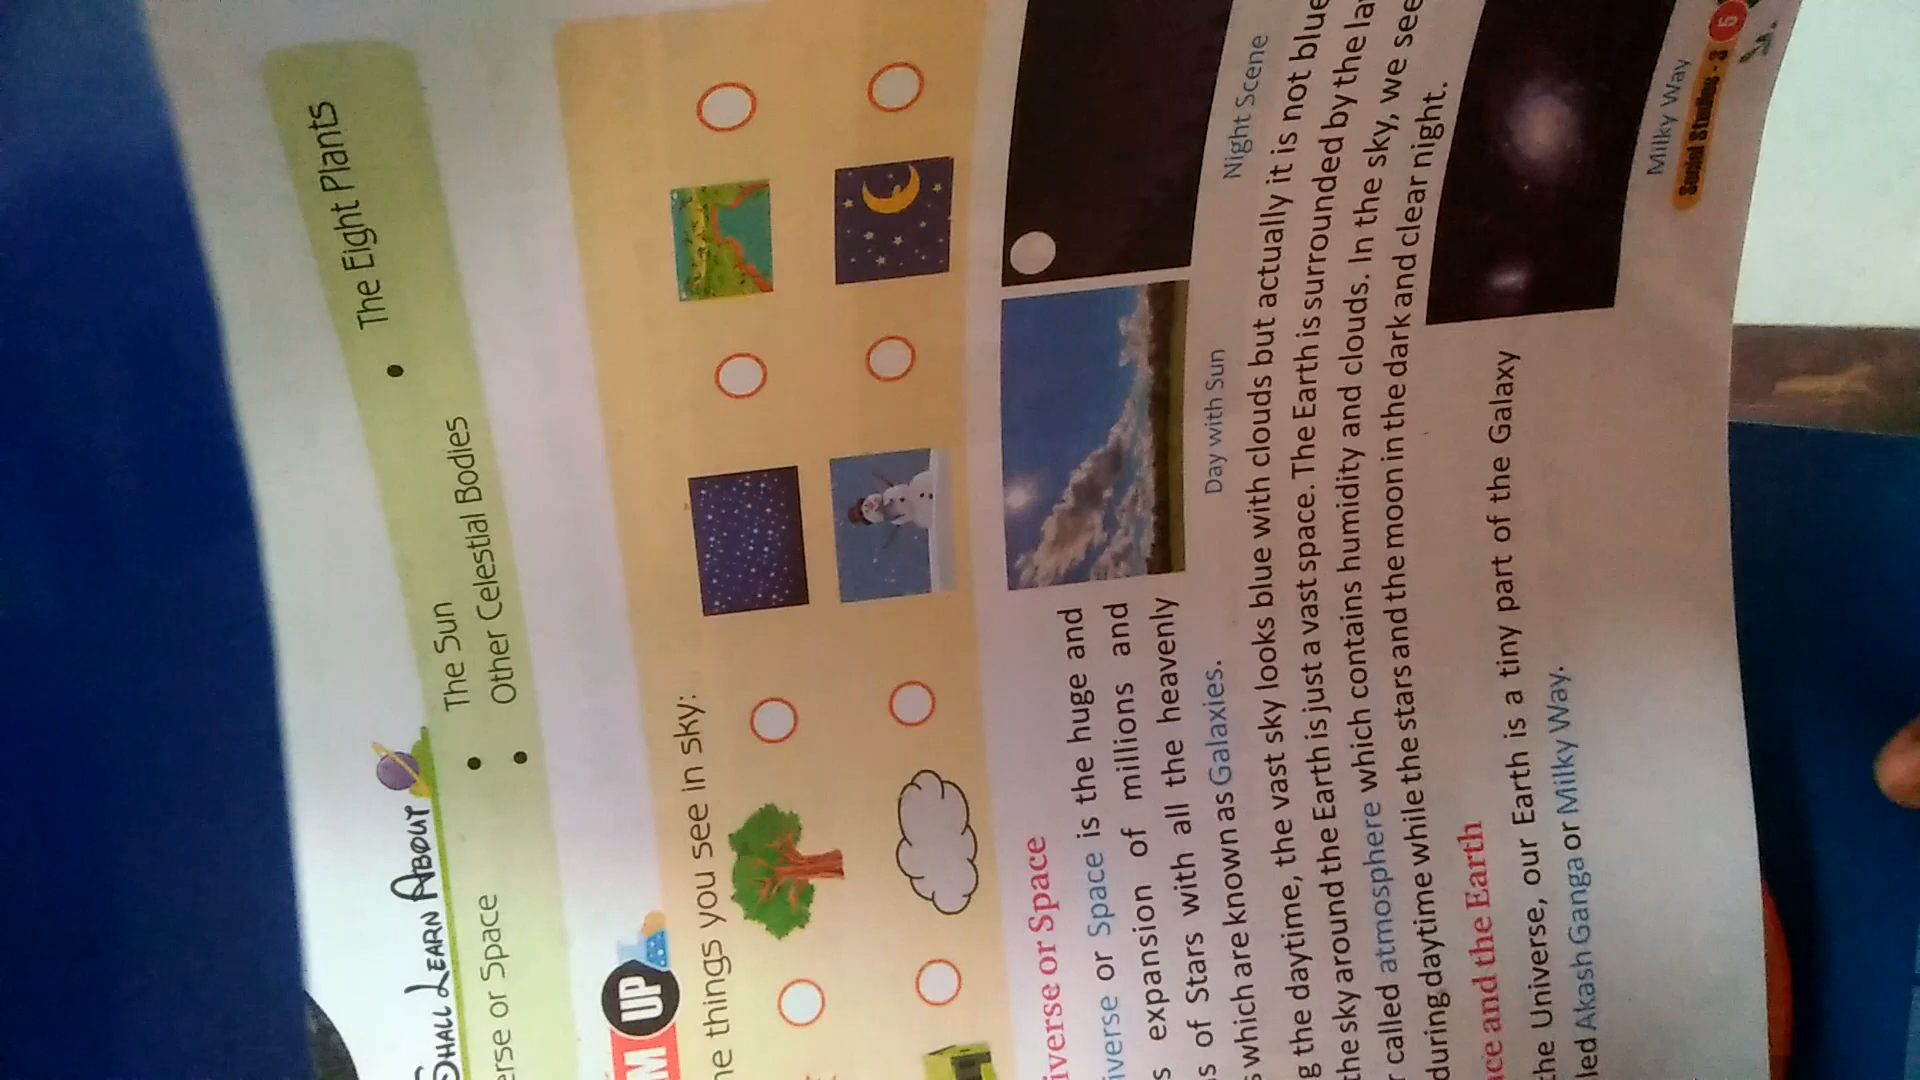 SHALL LEARN ABOUT
erse or Space
• The Sun
• The Eight Plants
• Other Celestial Bodies
M UP
he things you see in sky:
iverse or Space
iverse or Space is the huge and
s expansion of millions and
s of Stars with all the heavenly
s which are known as Galaxies.
Day with Sun
Night Scene
g the daytime, the vast sky looks blue with clouds but actually it is not blue
the sky around the Earth is just a vast space. The Earth is surrounded by the la
r called atmosphere which contains humidity and clouds. In the sky, we see
during daytime while the stars and the moon in the dark and clear night.
ace and the Earth
the Universe, our Earth is a tiny part of the Galaxy
led Akash Ganga or Milky Way.
Milky Way
Social Studies - 3